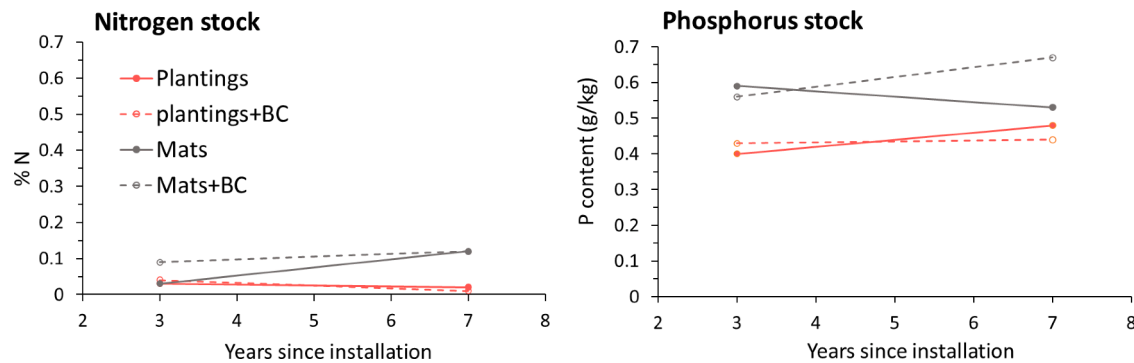 Nitrogen stock
0.7
0.6
0.5
0.4
0.3
0.2
0.1
0
% N
Plantings
plantings+BC
Mats
Mats+BC
2 3 4 5 6 7 8
Years since installation
Phosphorus stock
0.7
0.6
0.5
0.4
0.3
0.2
0.1
0
P content (g/kg)
2 3 4 5 6 7 8
Years since installation